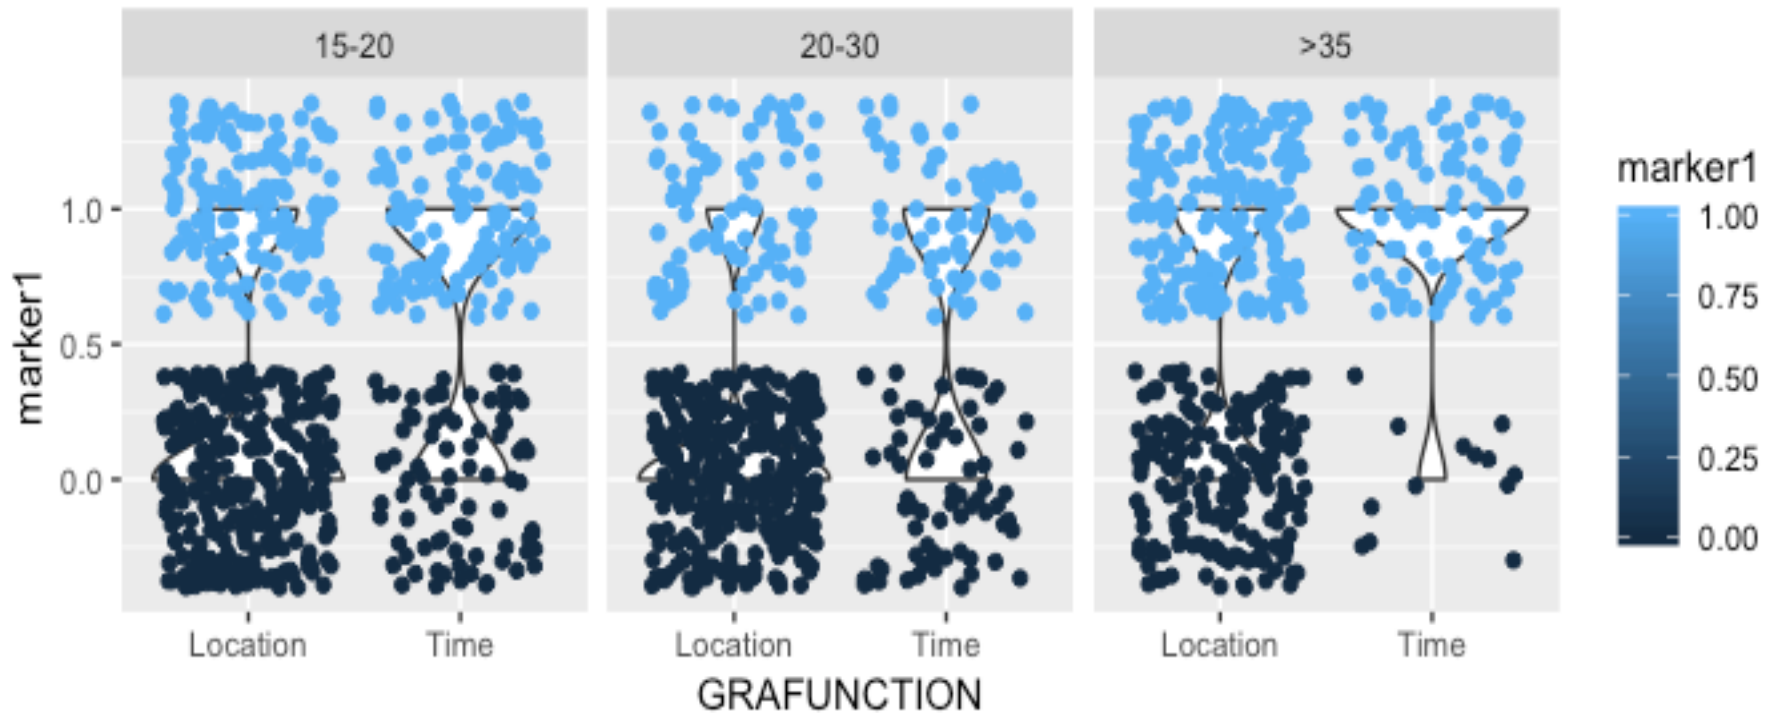 15-20 20-30 >35
marker1
1.0
0.5
0.0
Location Time Location Time Location Time
GRAFUNCTION
marker1
1.00
0.75
0.50
0.25
0.00